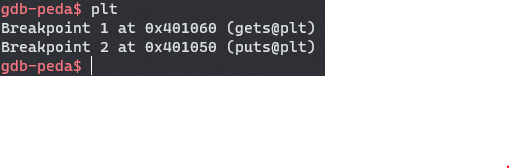 gdb-peda$ plt
Breakpoint 1 at 0x401060 (gets@plt)
Breakpoint 2 at 0x401050 (puts@plt)
gdb-peda$